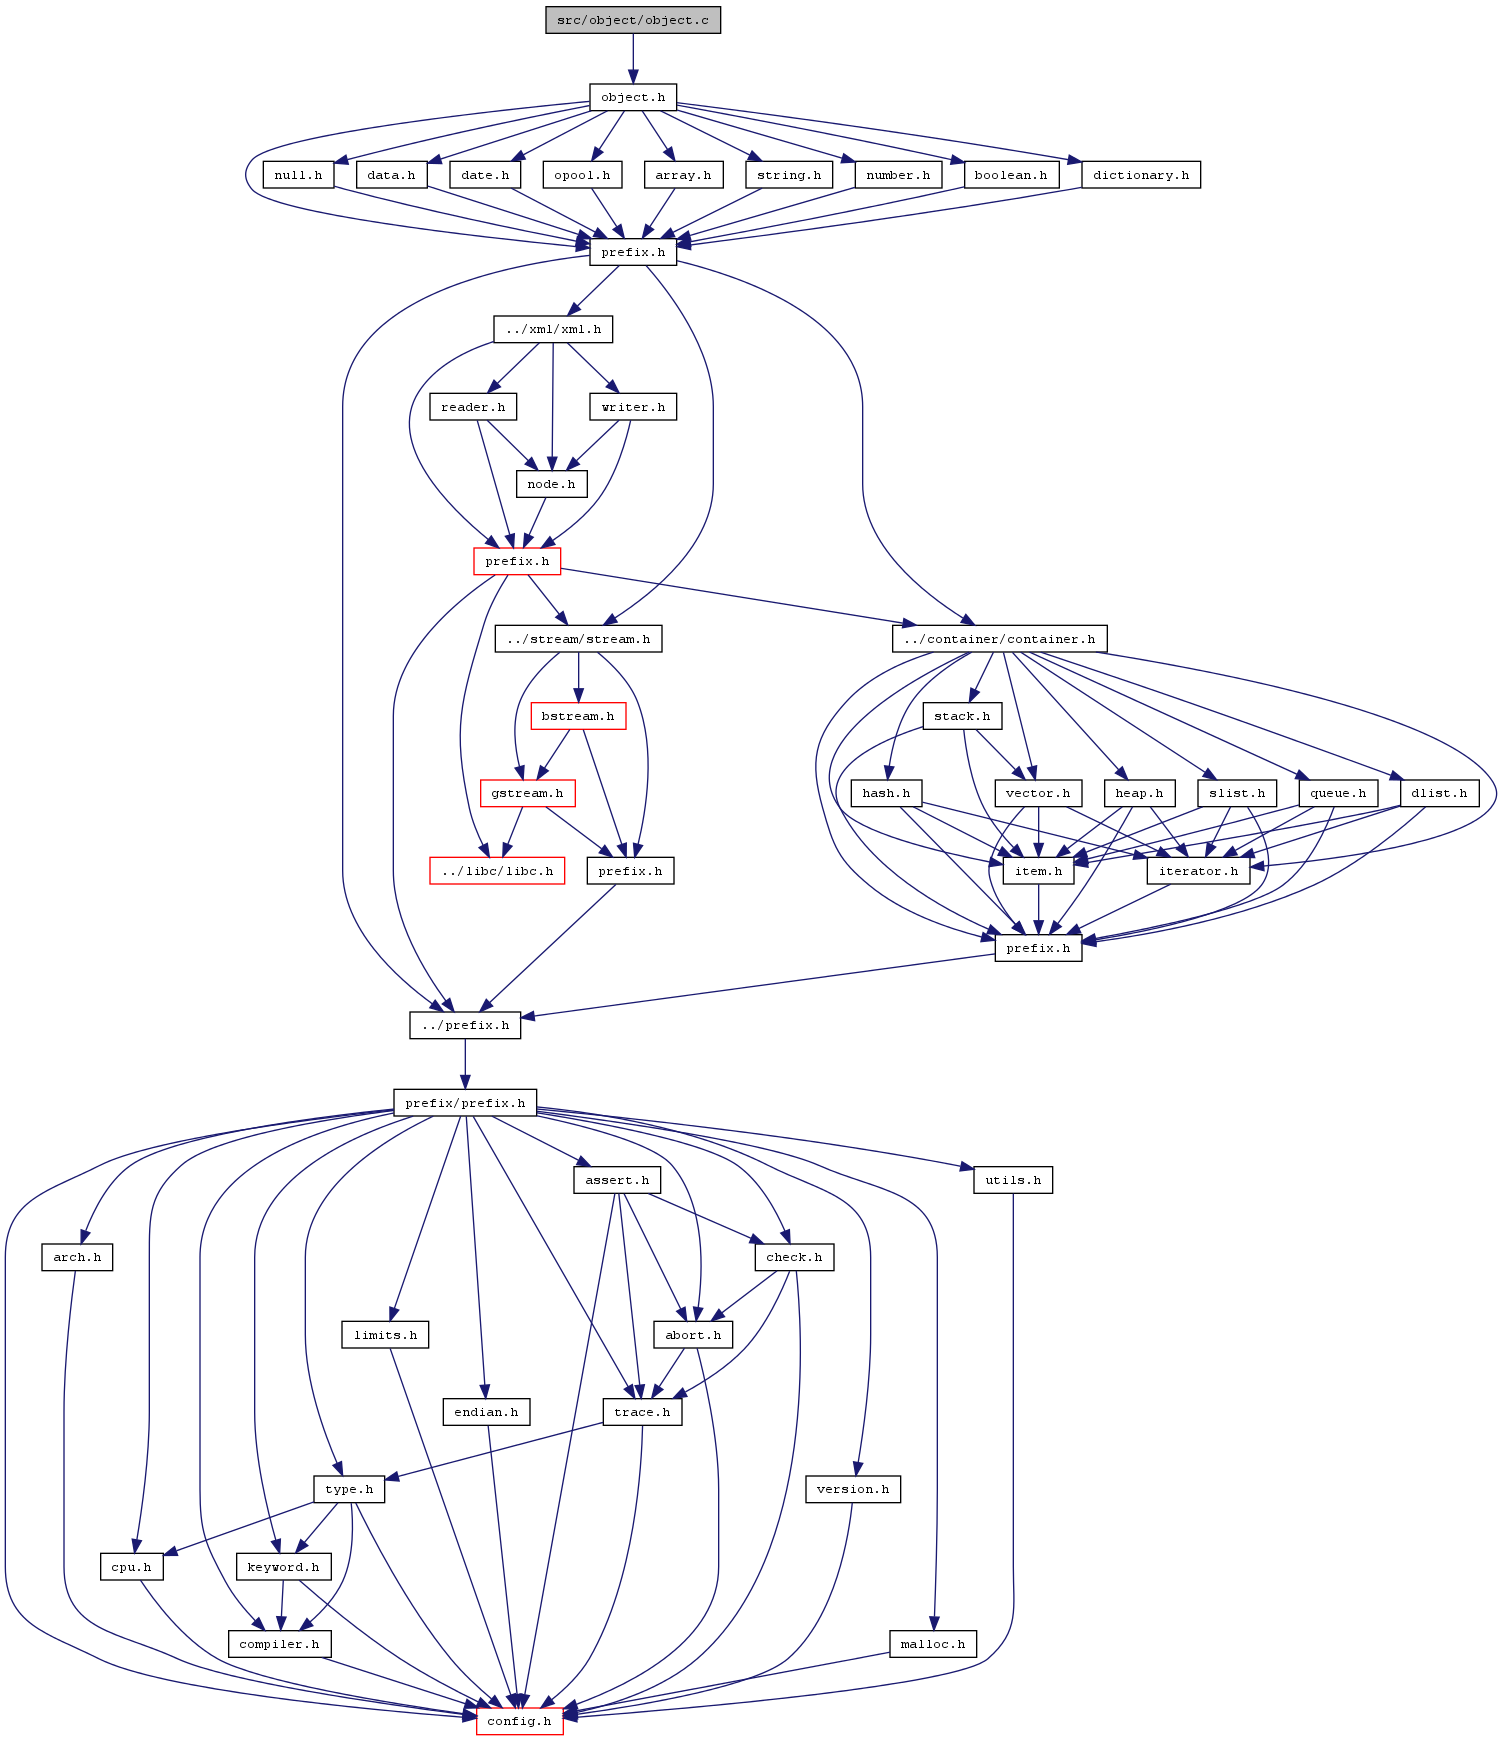 src/object/object.c
object.h
null.h
data.h
date.h
opool.h
array.h
string.h
number.h
boolean.h
dictionary.h
prefix.h
../xml/xml.h
reader.h
writer.h
node.h
prefix.h
../stream/stream.h
../container/container.h
bstream.h
stack.h
gstream.h
hash.h
vector.h
heap.h
slist.h
queue.h
dlist.h
../libc/libc.h
prefix.h
item.h
iterator.h
prefix.h
../prefix.h
prefix/prefix.h
assert.h
utils.h
arch.h
check.h
limits.h
abort.h
endian.h
trace.h
type.h
version.h
cpu.h
keyword.h
compiler.h
malloc.h
config.h